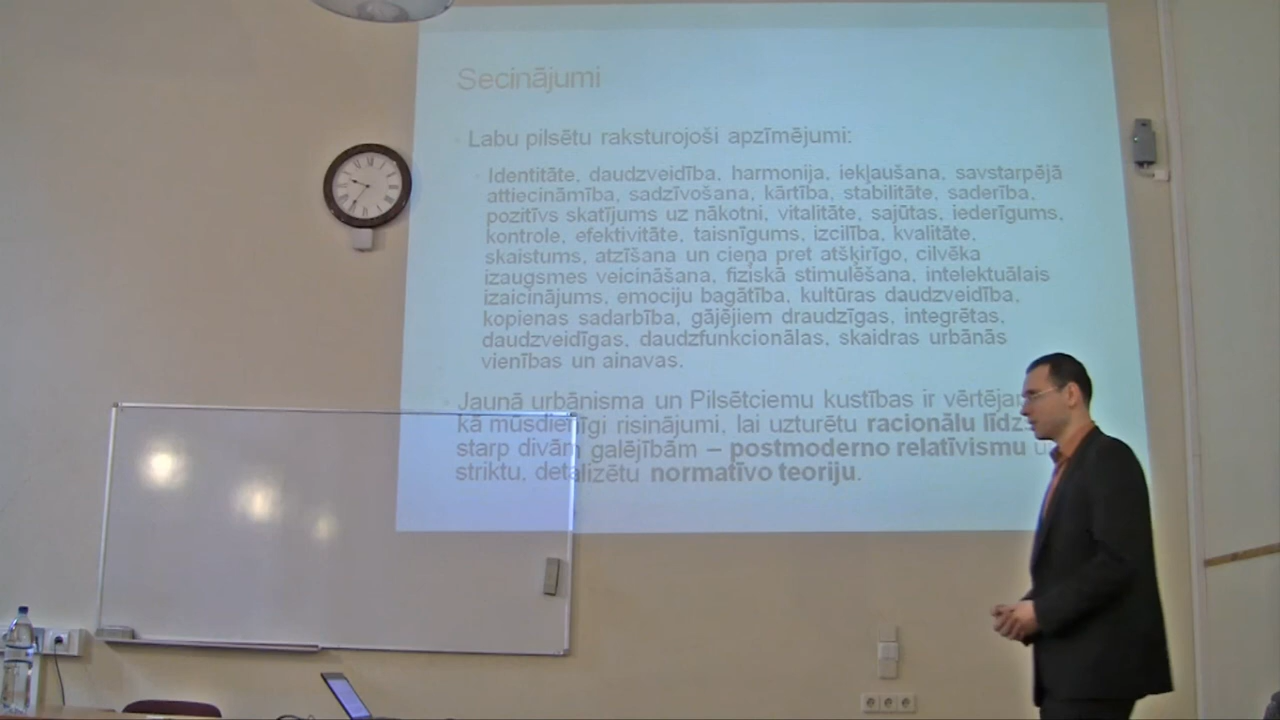 Secinājumi
Labu pilsētu raksturojoši apzīmējumi:
Identitāte, daudzveidība, harmonija, iekļaušana, savstarpējā
attiecināmība, sadzīvošana, kārtība, stabilitāte, saderība,
pozitīvs skatījums uz nākotni, vitalitāte, sajūtas, iederīgums,
kontrole, efektivitāte, taisnīgums, izcilība, kvalitāte,
skaistums, atzīšana un cieņa pret atšķirīgo, cilvēka
izaugsmes veicināšana, fiziskā stimulēšana, intelektuālais
izaicinājums, emociju bagātība, kultūras daudzveidība,
kopienas sadarbība, gājējiem draudzīgas, integrētas,
daudzveidīgas, daudzfunkcionālas, skaidras urbānās
vienības un ainavas.
Jaunā urbānisma un Pilsētciemu kustības ir
kā mūsdienīgi risinājumi, lai uzturētu racionālu
starp divām galējībām – postmoderno relatīvismu
striktu, detalizētu normatīvo teoriju.